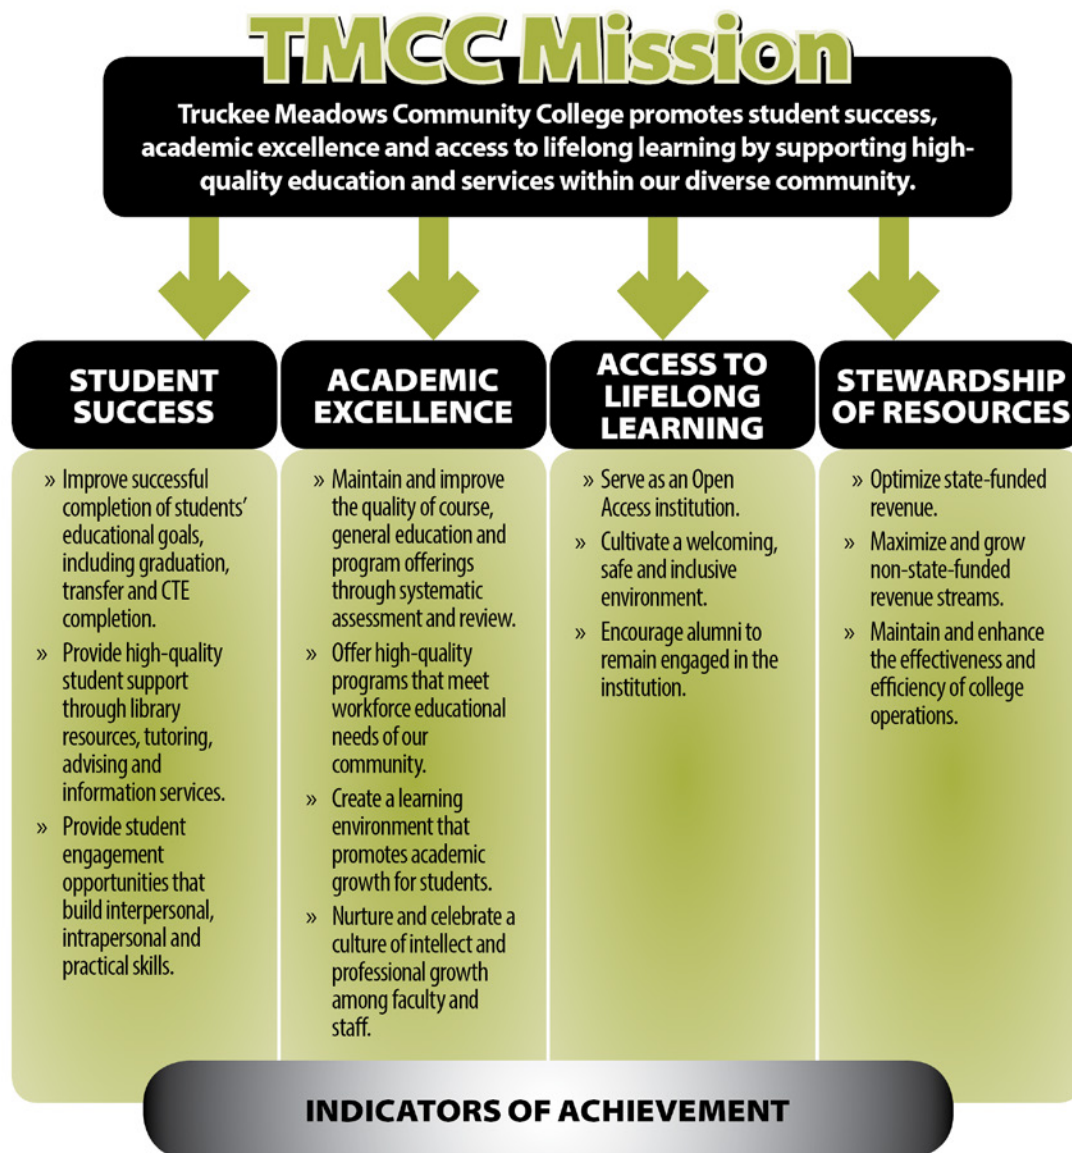 TMCC Mission
Truckee Meadows Community College promotes student success,
academic excellence and access to lifelong learning by supporting high-
quality education and services within our diverse community.
STUDENT
SUCCESS
» Improve successful
completion of students’
educational goals,
including graduation,
transfer and CTE
completion.
» Provide high-quality
student support
through library
resources, tutoring,
advising and
information services.
» Provide student
engagement
opportunities that
build interpersonal,
intrapersonal and
practical skills.
ACADEMIC
EXCELLENCE
» Maintain and improve
the quality of course,
general education and
program offerings
through systematic
assessment and review.
» Offer high-quality
programs that meet
workforce educational
needs of our
community.
» Create a learning
environment that
promotes academic
growth for students.
» Nurture and celebrate a
culture of intellect and
professional growth
among faculty and
staff.
ACCESS TO
LIFELONG
LEARNING
» Serve as an Open
Access institution.
» Cultivate a welcoming,
safe and inclusive
environment.
» Encourage alumni to
remain engaged in the
institution.
STEWARDSHIP
OF RESOURCES
» Optimize state-funded
revenue.
» Maximize and grow
non-state-funded
revenue streams.
» Maintain and enhance
the effectiveness and
efficiency of college
operations.
INDICATORS OF ACHIEVEMENT